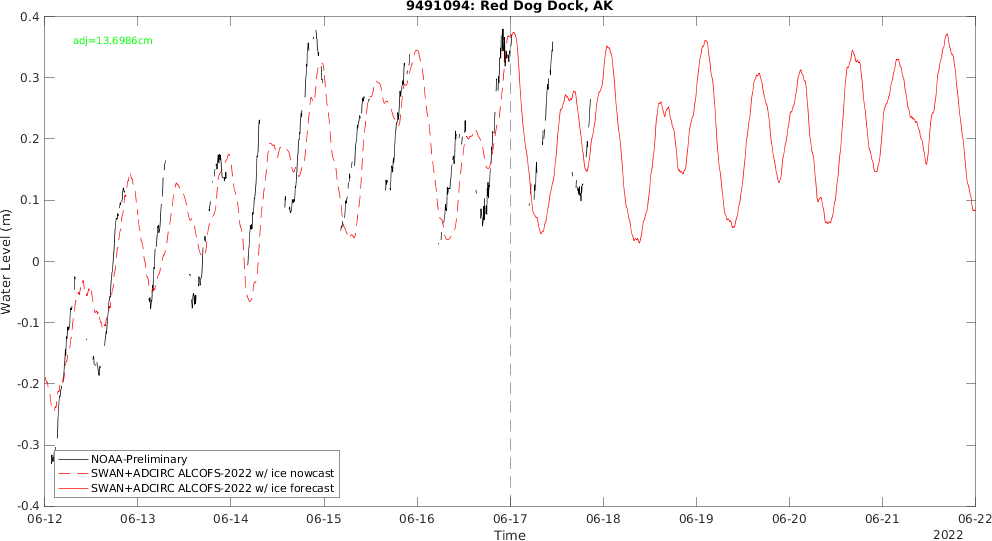 9491094: Red Dog Dock, AK
adj=13.6986cm
Water Level (m)
0.4
0.3
0.2
0.1
0
-0.1
-0.2
-0.3
-0.4
NOAA-Preliminary
SWAN+ADCIRC ALCOFS-2022 w/ ice nowcast
SWAN+ADCIRC ALCOFS-2022 w/ ice forecast
06-12 06-13 06-14 06-15 06-16 06-17 06-18 06-19 06-20 06-21 06-22
Time
2022